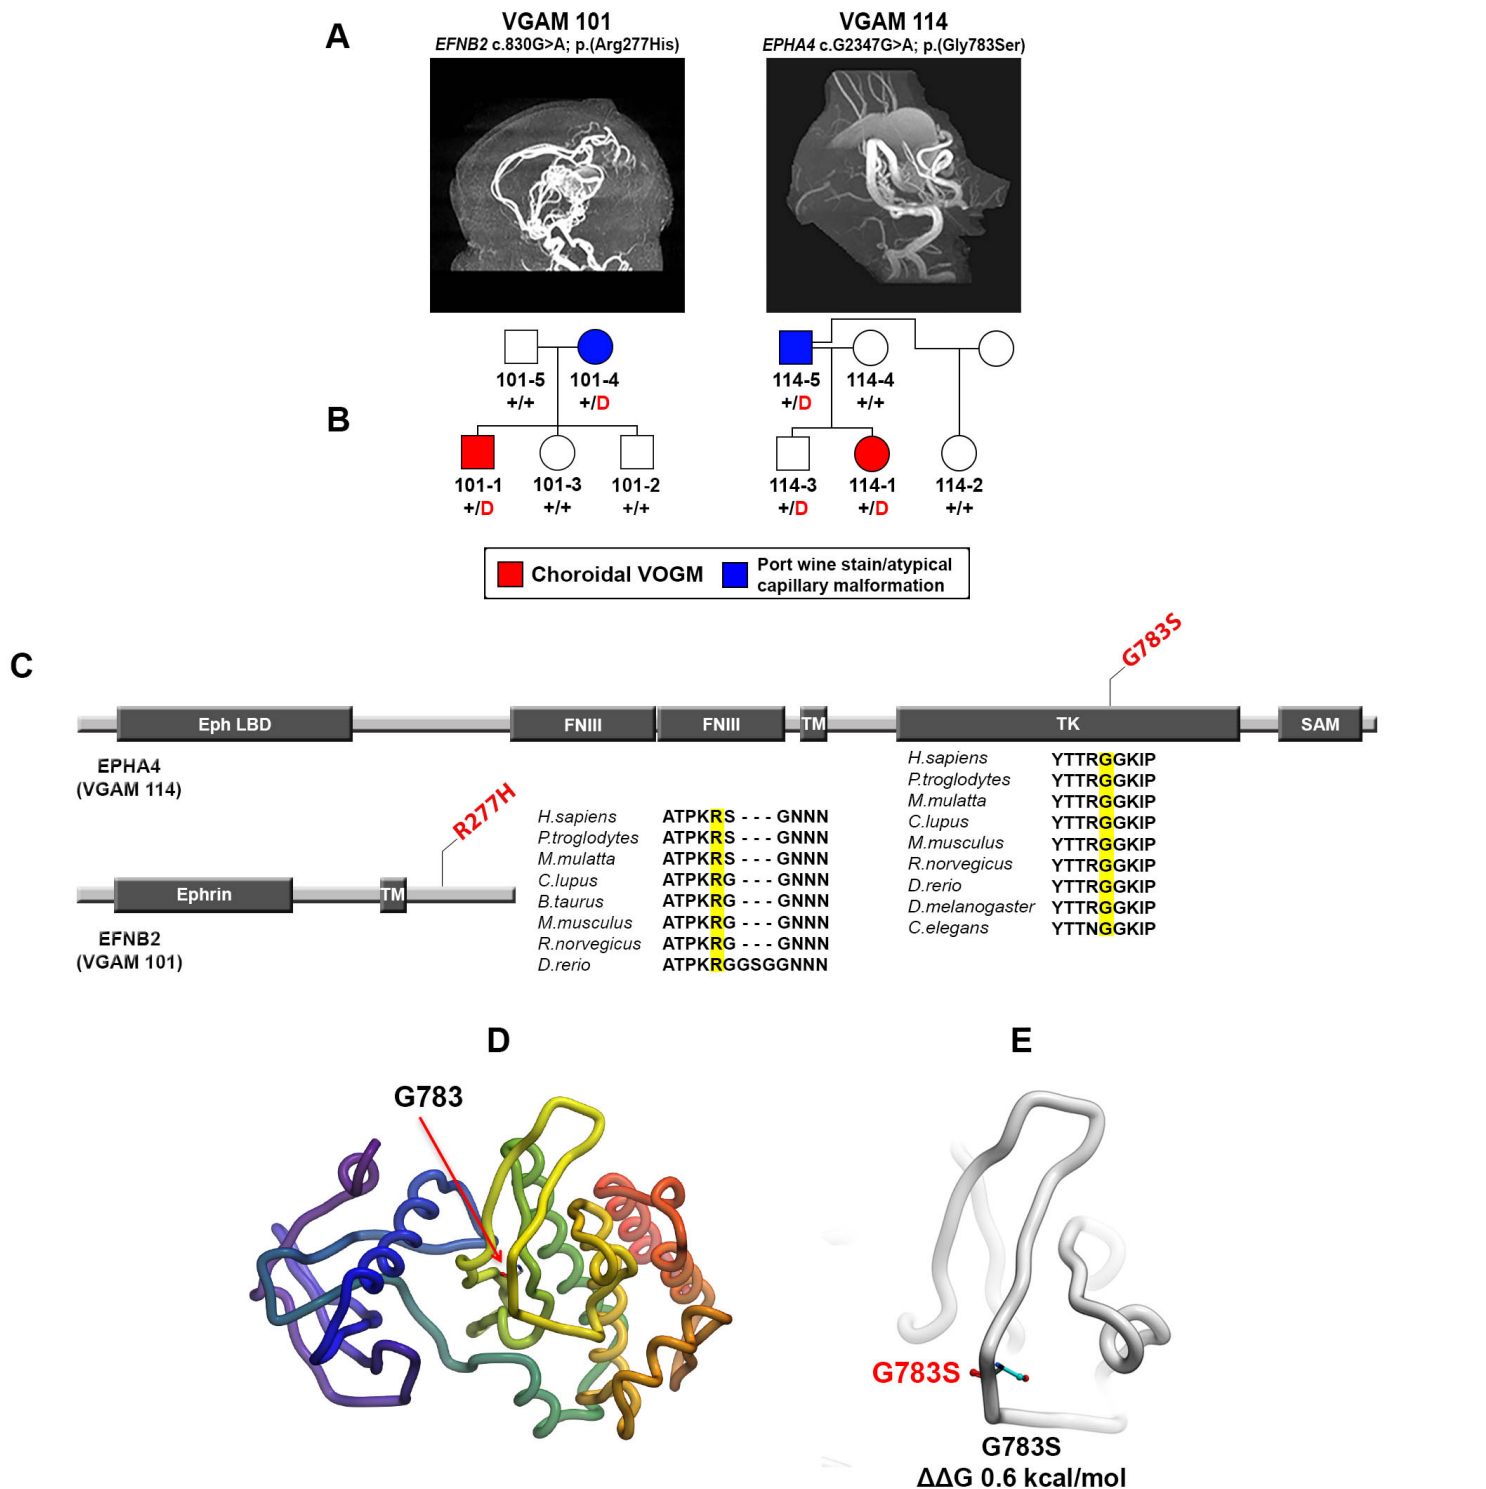 A
VGAM 101
EFNB2 c.830G>A; p.(Arg277His)
VGAM 114
EPHA4 c.G2347G>A; p.(Gly783Ser)
B
101-5
+/+
101-4
+/D
101-1
+/D
101-3
+/+
101-2
+/+
114-5
+/D
114-4
+/+
114-3
+/D
114-1
+/D
114-2
+/+
Choroidal VOGM
Port wine stain/atypical
capillary malformation
C
G783S
Eph LBD
FNIII
FNIII
TM
TK
SAM
EPHA4
(VGAM 114)
H.sapiens YTTRGGKIP
P.troglodytes YTTRGGKIP
M.mulatta YTTRGGKIP
C.lupus YTTRGGKIP
M.musculus YTTRGGKIP
R.norvegicus YTTRGGKIP
D.rerio YTTRGGKIP
D.melanogaster YTTRGGKIP
C.elegans YTTNGGKIP
R277H
Ephrin
TM
EFNB2
(VGAM 101)
H.sapiens ATPKRS - - - GNNN
P.troglodytes ATPKRS - - - GNNN
M.mulatta ATPKRS - - - GNNN
C.lupus ATPKRG - - - GNNN
B.taurus ATPKRG - - - GNNN
M.musculus ATPKRG - - - GNNN
R.norvegicus ATPKRG - - - GNNN
D.rerio ATPKRGGSGGNNN
D
G783
E
G783S
G783S
ΔΔG 0.6 kcal/mol